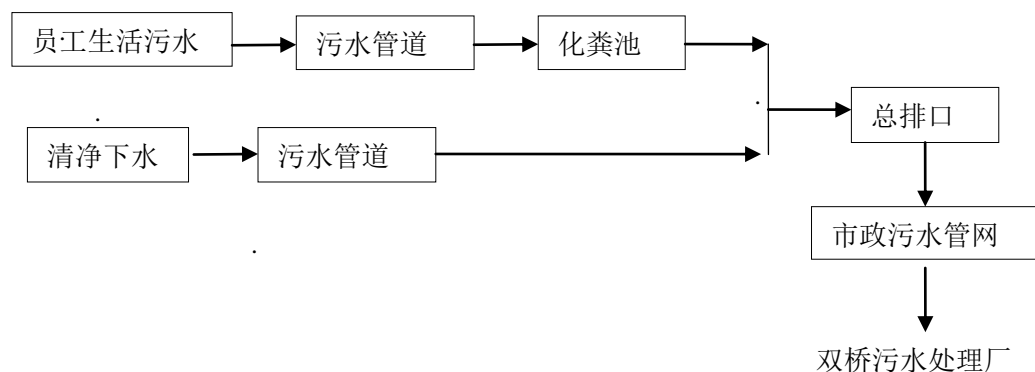 员工生活污水
污水管道
化粪池
总排口
清净下水
污水管道
市政污水管网
双桥污水处理厂